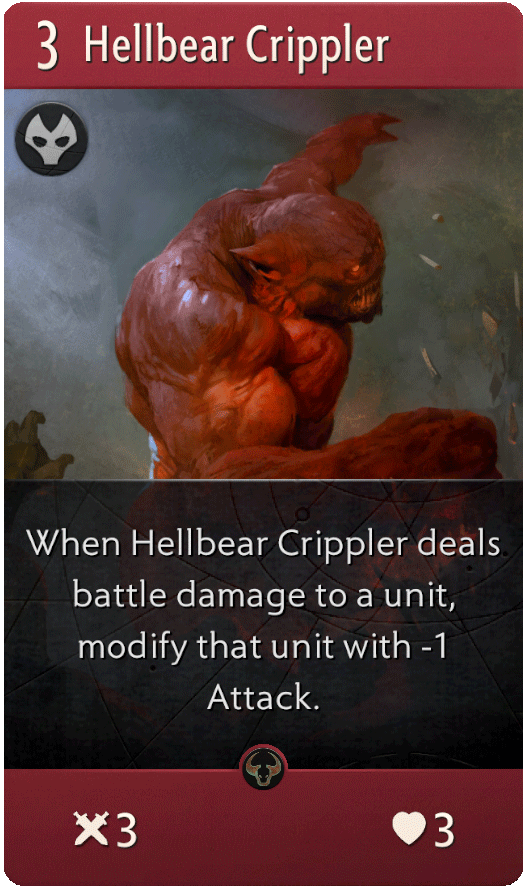 3 Hellbear Crippler
When Hellbear Crippler deals
battle damage to a unit,
modify that unit with -1
Attack.
3 3